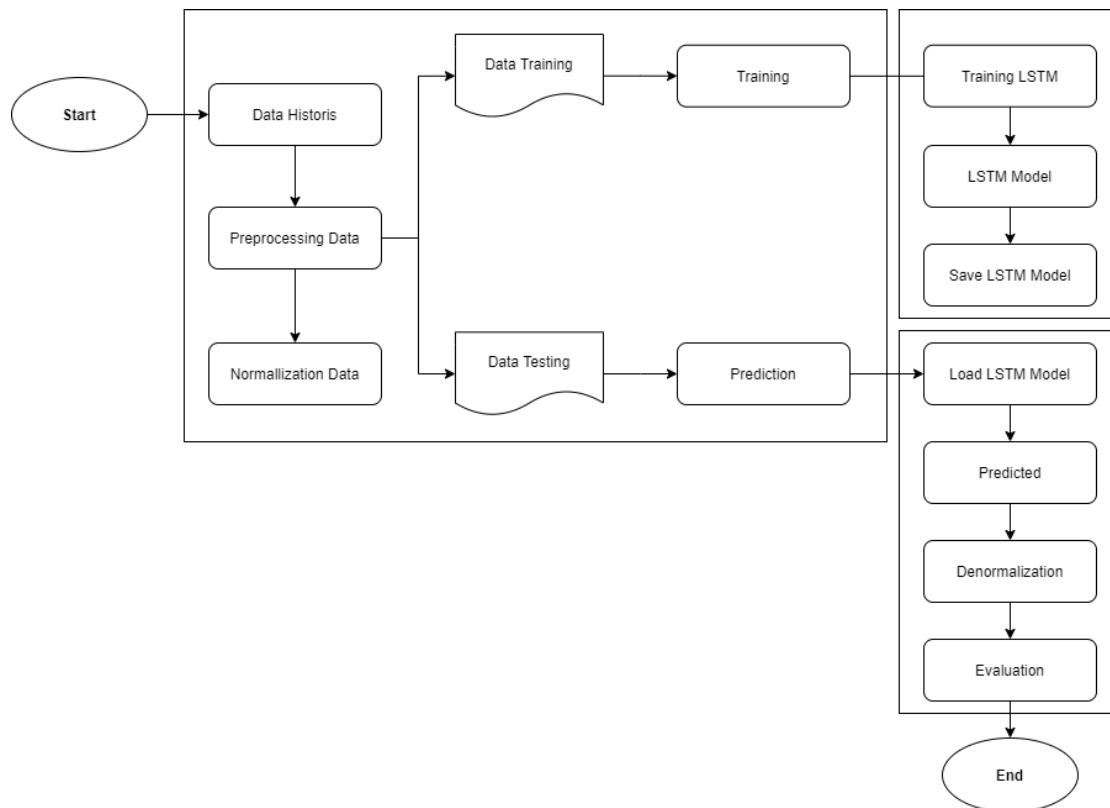 Start
Data Historis
Preprocessing Data
Normallization Data
Data Training
Training
Data Testing
Prediction
Training LSTM
LSTM Model
Save LSTM Model
Load LSTM Model
Predicted
Denormalization
Evaluation
End